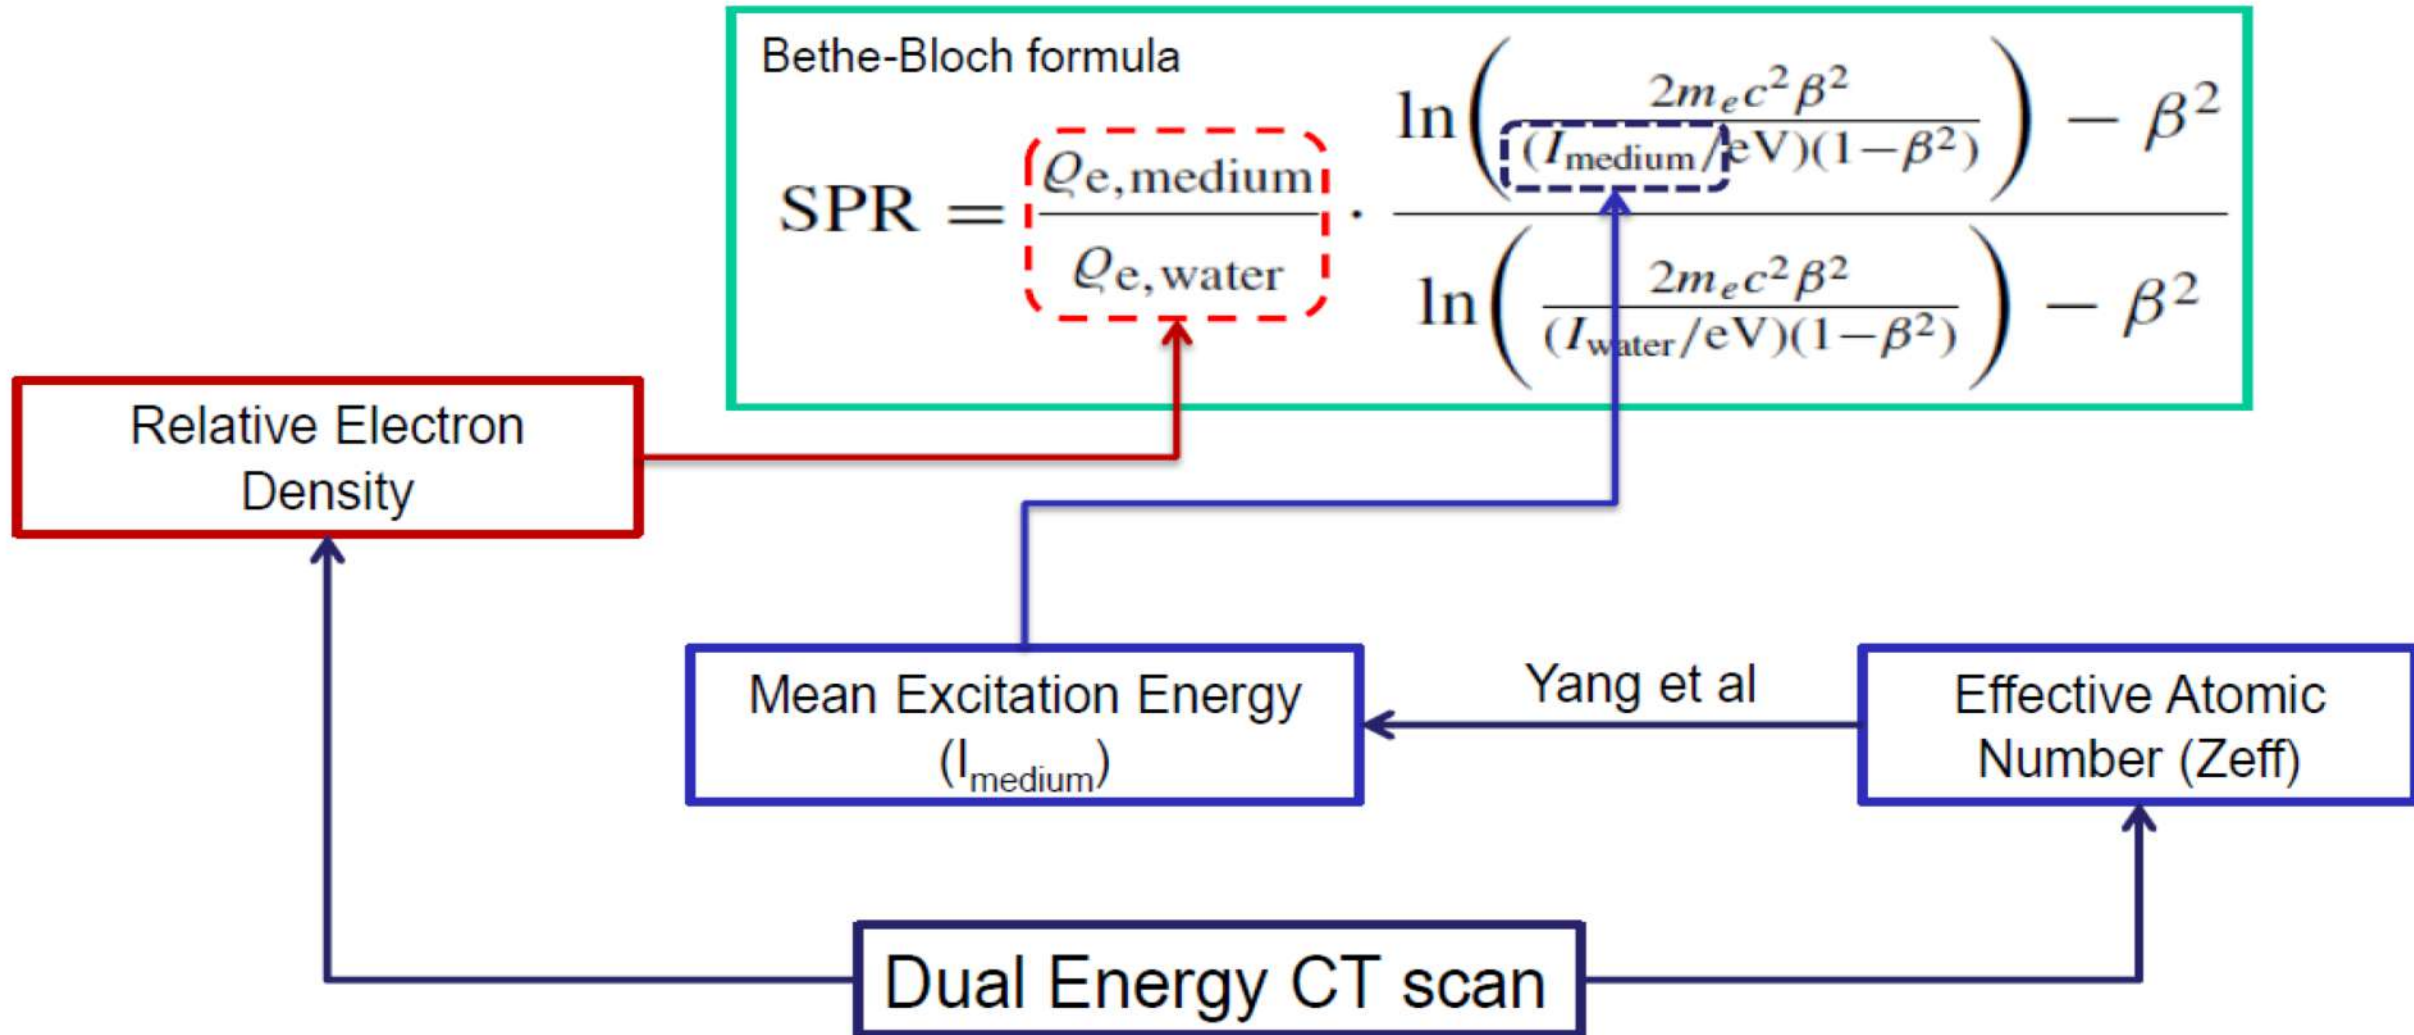 Bethe-Bloch formula
SPR = ϱe,medium / ϱe,water · (ln(2mec²β² / ((Imedium/eV)(1−β²))) − β²) / (ln(2mec²β² / ((Iwater/eV)(1−β²))) − β²)
Relative Electron
Density
Mean Excitation Energy
(Imedium)
Yang et al
Effective Atomic
Number (Zeff)
Dual Energy CT scan